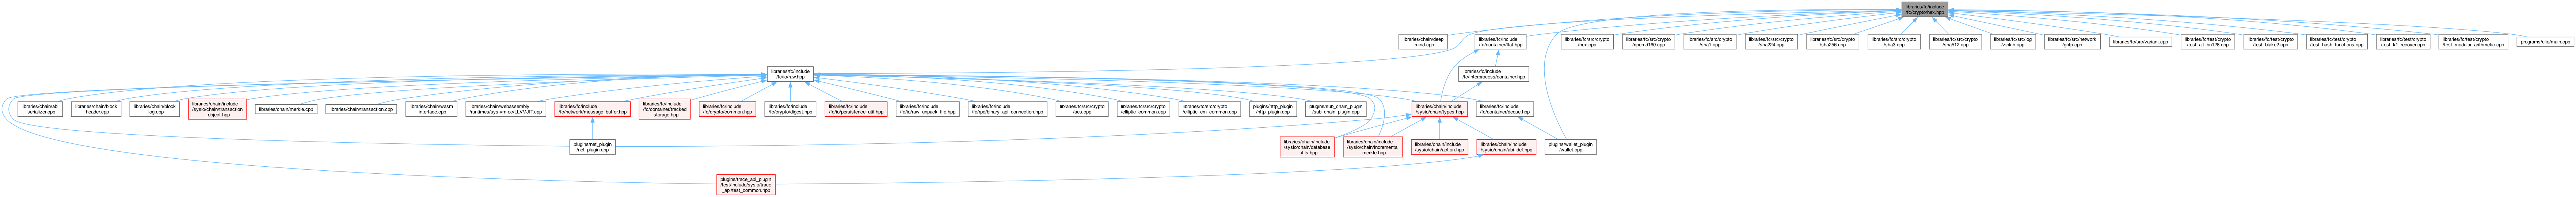 libraries/fc/include
/fc/crypto/hex.hpp
libraries/chain/deep
_mind.cpp
libraries/fc/include
/fc/container/flat.hpp
libraries/fc/src/crypto
/hex.cpp
libraries/fc/src/crypto
/ripemd160.cpp
libraries/fc/src/crypto
/sha1.cpp
libraries/fc/src/crypto
/sha224.cpp
libraries/fc/src/crypto
/sha256.cpp
libraries/fc/src/crypto
/sha3.cpp
libraries/fc/src/crypto
/sha512.cpp
libraries/fc/src/log
/zipkin.cpp
libraries/fc/src/network
/gntp.cpp
libraries/fc/src/variant.cpp
libraries/fc/test/crypto
/test_alt_bn128.cpp
libraries/fc/test/crypto
/test_blake2.cpp
libraries/fc/test/crypto
/test_hash_functions.cpp
libraries/fc/test/crypto
/test_k1_recover.cpp
libraries/fc/test/crypto
/test_modular_arithmetic.cpp
programs/clio/main.cpp
libraries/fc/include
/fc/io/raw.hpp
libraries/fc/include
/fc/interprocess/container.hpp
libraries/chain/abi
_serializer.cpp
libraries/chain/block
_header.cpp
libraries/chain/block
_log.cpp
libraries/chain/include
/sysio/chain/transaction
_object.hpp
libraries/chain/merkle.cpp
libraries/chain/transaction.cpp
libraries/chain/wasm
_interface.cpp
libraries/chain/webassembly
/runtimes/sys-vm-oc/LLVMJIT.cpp
libraries/fc/include
/fc/network/message_buffer.hpp
libraries/fc/include
/fc/container/tracked
_storage.hpp
libraries/fc/include
/fc/crypto/common.hpp
libraries/fc/include
/fc/crypto/digest.hpp
libraries/fc/include
/fc/io/persistence_util.hpp
libraries/fc/include
/fc/io/raw_unpack_file.hpp
libraries/fc/include
/fc/rpc/binary_api_connection.hpp
libraries/fc/src/crypto
/aes.cpp
libraries/fc/src/crypto
/elliptic_common.cpp
libraries/fc/src/crypto
/elliptic_em_common.cpp
plugins/http_plugin
/http_plugin.cpp
plugins/sub_chain_plugin
/sub_chain_plugin.cpp
libraries/chain/include
/sysio/chain/types.hpp
libraries/fc/include
/fc/container/deque.hpp
plugins/net_plugin
/net_plugin.cpp
libraries/chain/include
/sysio/chain/database
_utils.hpp
libraries/chain/include
/sysio/chain/incremental
_merkle.hpp
libraries/chain/include
/sysio/chain/action.hpp
libraries/chain/include
/sysio/chain/abi_def.hpp
plugins/wallet_plugin
/wallet.cpp
plugins/trace_api_plugin
/test/include/sysio/trace
_api/test_common.hpp